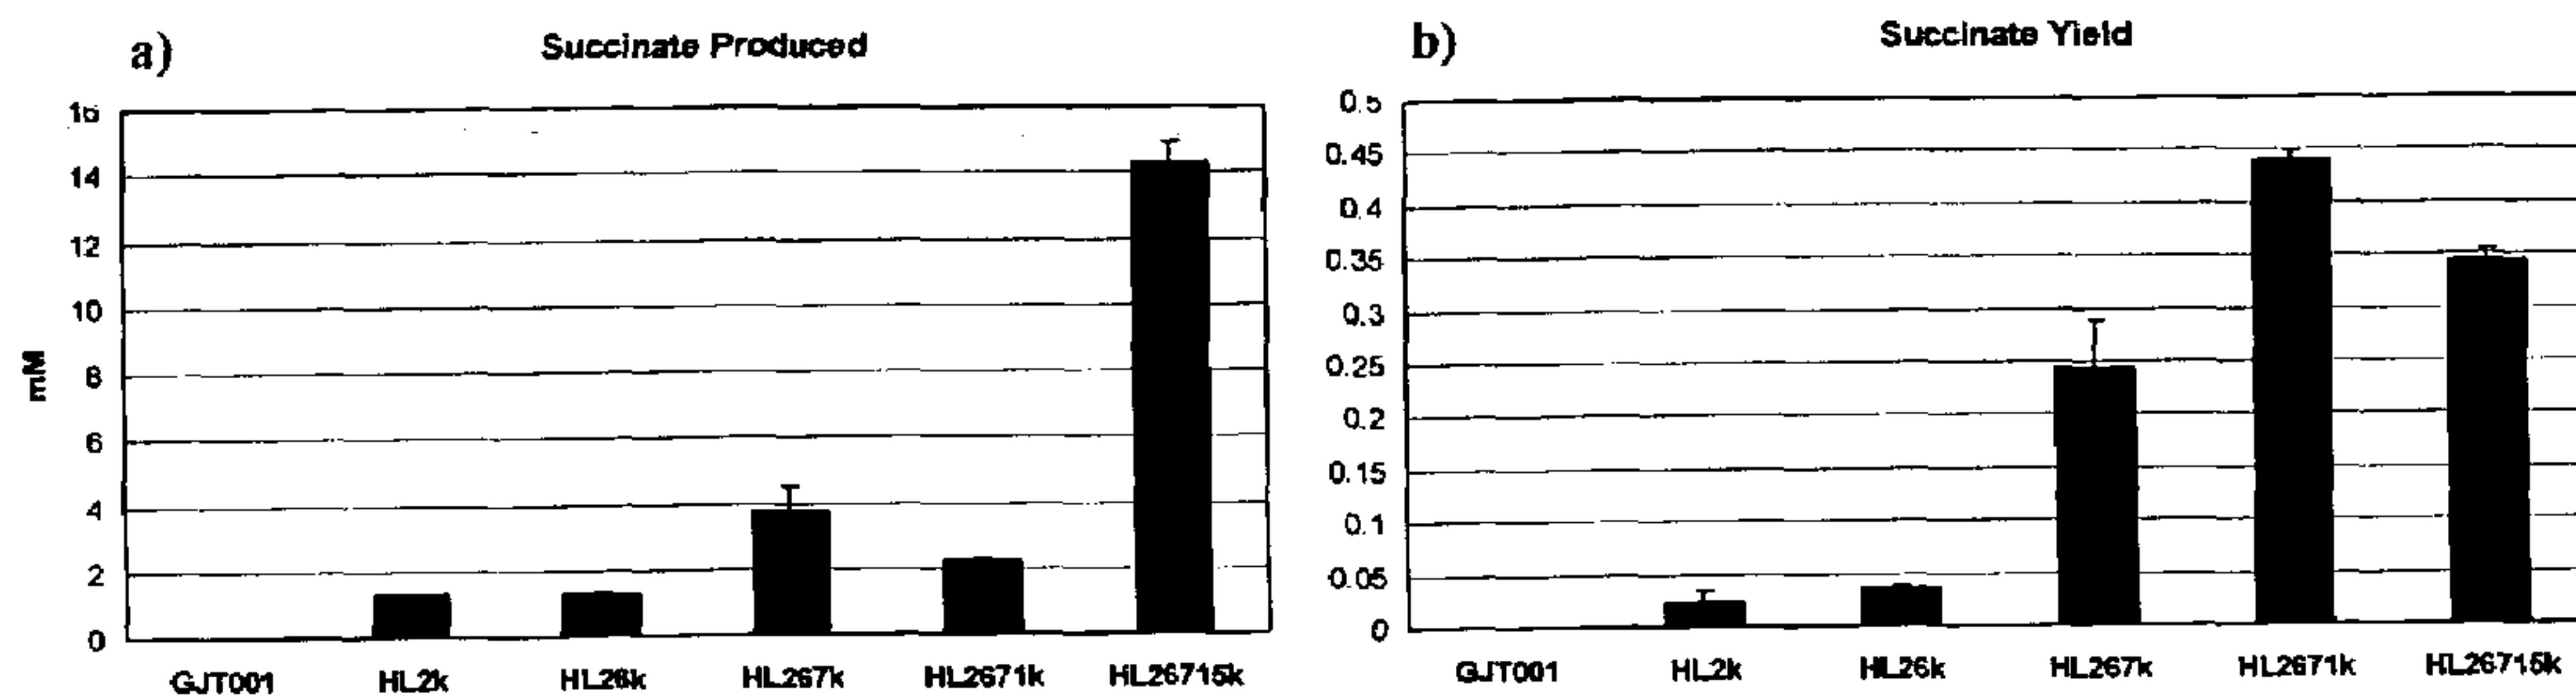 a)
Succinate Produced
16
14
12
10
8
6
4
2
0
mM
GJT001 HL2k HL26k HL267k HL2671k HL26715k
b)
Succinate Yield
0.5
0.45
0.4
0.35
0.3
0.25
0.2
0.15
0.1
0.05
0
GJT001 HL2k HL26k HL267k HL2671k HL26715k